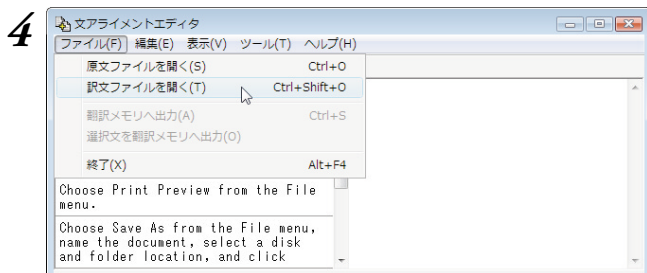 4
文アライメントエディタ
ファイル(F) 編集(E) 表示(V) ツール(T) ヘルプ(H)
原文ファイルを開く(S) Ctrl+O
訳文ファイルを開く(T) Ctrl+Shift+O
翻訳メモリへ出力(A) Ctrl+S
選択文を翻訳メモリへ出力(O)
終了(X) Alt+F4
Choose Print Preview from the File
menu.
Choose Save As from the File menu,
name the document, select a disk
and folder location, and click